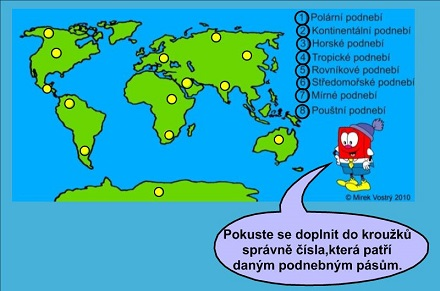 1 Polární podnebí
2 Kontinentální podnebí
3 Horské podnebí
4 Tropické podnebí
5 Rovníkové podnebí
6 Středomořské podnebí
7 Mírné podnebí
8 Pouštní podnebí
© Mirek Vostrý 2010
Pokuste se doplnit do kroužků
správně čísla,která patří
daným podnebným pásům.